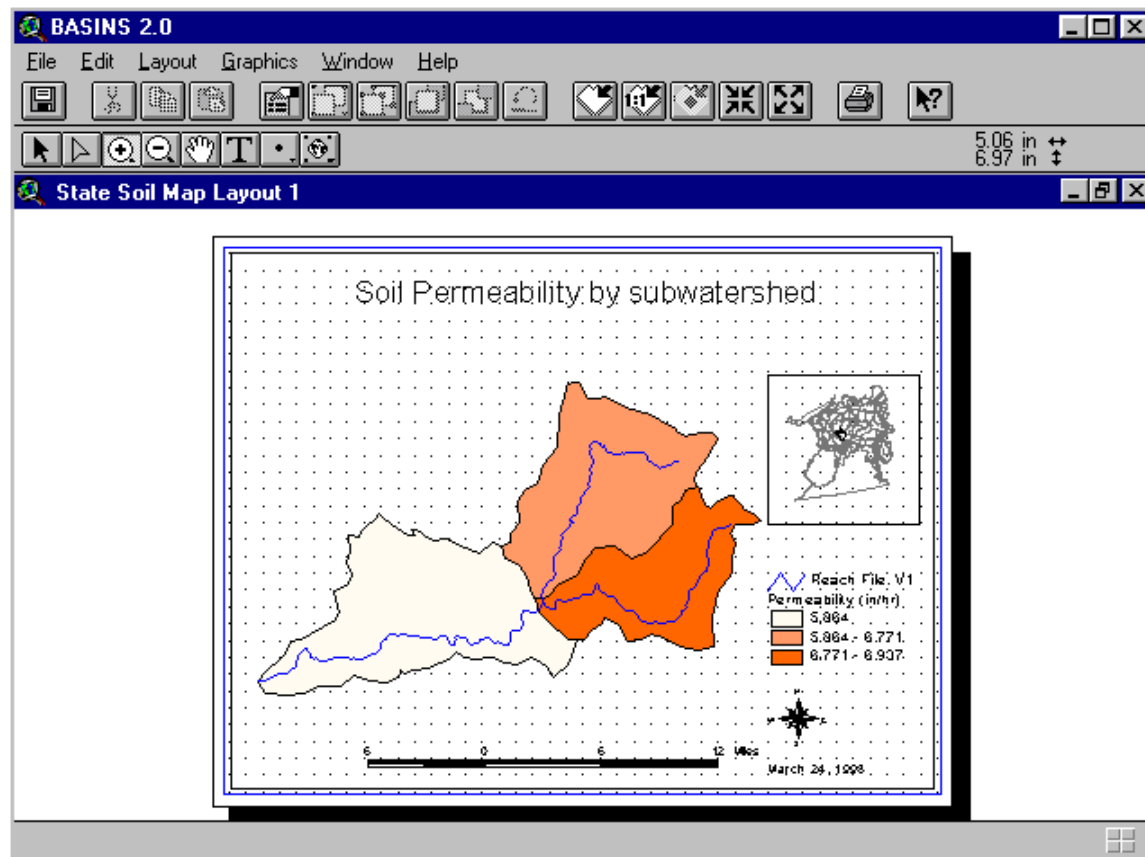 BASINS 2.0
File Edit Layout Graphics Window Help
1:1
?
T
5.06 in
6.97 in
State Soil Map Layout 1
Soil Permeability by subwatershed
Reach File, V1
Permeability (in/hr)
5.864
5.864 - 6.771
6.771 - 6.937
6 0 6 12 Miles
March 24, 1998